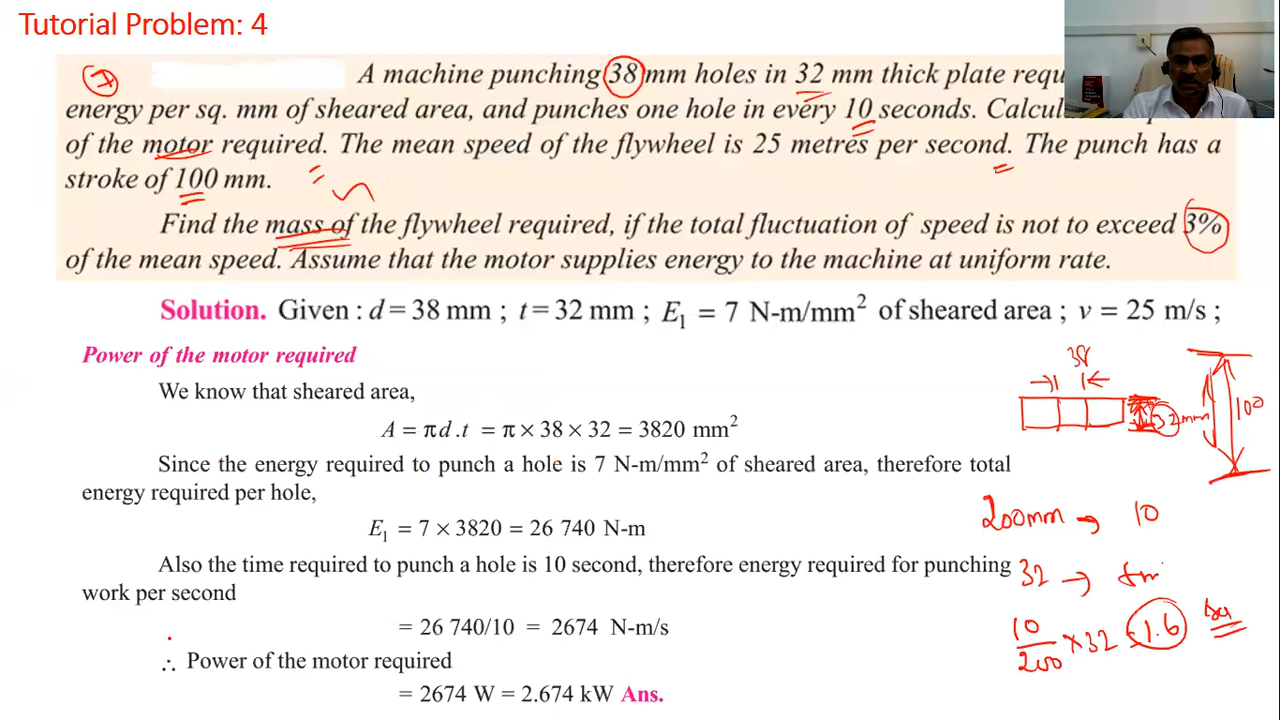 Tutorial Problem: 4
A machine punching 38 mm holes in 32 mm thick plate requ
energy per sq. mm of sheared area, and punches one hole in every 10 seconds. Calcul
of the motor required. The mean speed of the flywheel is 25 metres per second. The punch has a
stroke of 100 mm.
Find the mass of the flywheel required, if the total fluctuation of speed is not to exceed 3%
of the mean speed. Assume that the motor supplies energy to the machine at uniform rate.
Solution. Given : d = 38 mm ; t = 32 mm ; E₁ = 7 N-m/mm² of sheared area ; v = 25 m/s ;
Power of the motor required
We know that sheared area,
A = πd.t = π × 38 × 32 = 3820 mm²
Since the energy required to punch a hole is 7 N-m/mm² of sheared area, therefore total
energy required per hole,
E₁ = 7 × 3820 = 26 740 N-m
Also the time required to punch a hole is 10 second, therefore energy required for punching
work per second
= 26 740/10 = 2674 N-m/s
∴ Power of the motor required
= 2674 W = 2.674 kW Ans.
38
32 mm
100
200mm → 10
32 →
10/200 × 32 = 1.6